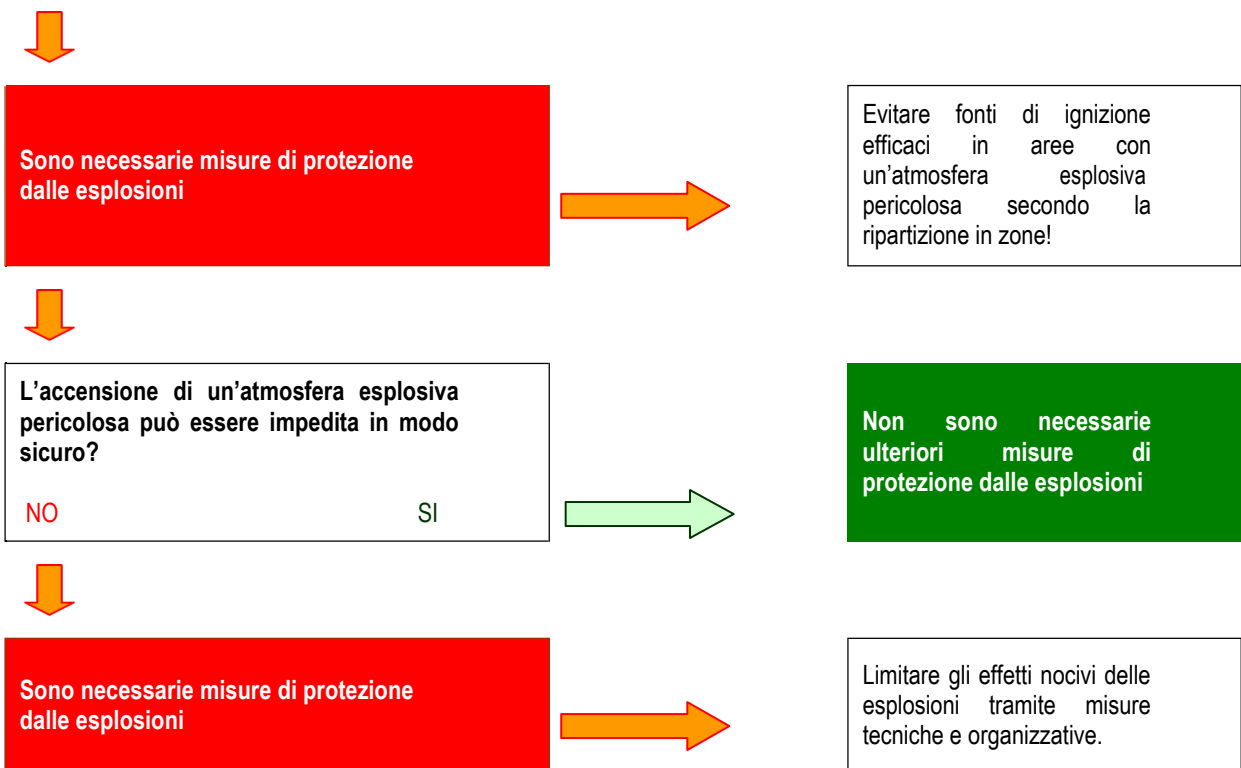 Sono necessarie misure di protezione
dalle esplosioni
Evitare fonti di ignizione
efficaci in aree con
un'atmosfera esplosiva
pericolosa secondo la
ripartizione in zone!
L'accensione di un'atmosfera esplosiva
pericolosa può essere impedita in modo
sicuro?
NO SI
Non sono necessarie
ulteriori misure di
protezione dalle esplosioni
Sono necessarie misure di protezione
dalle esplosioni
Limitare gli effetti nocivi delle
esplosioni tramite misure
tecniche e organizzative.